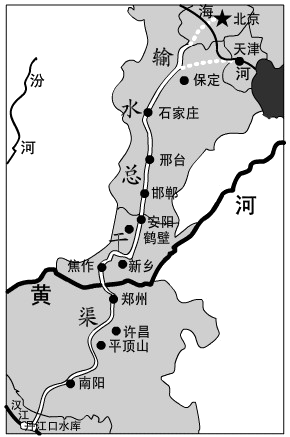 海
北京
输
天津
河
保定
汾
水
石家庄
河
邢台
总
邯郸
河
安阳
干
鹤壁
新乡
焦作
黄
郑州
渠
许昌
平顶山
南阳
汉
江
丹江口水库